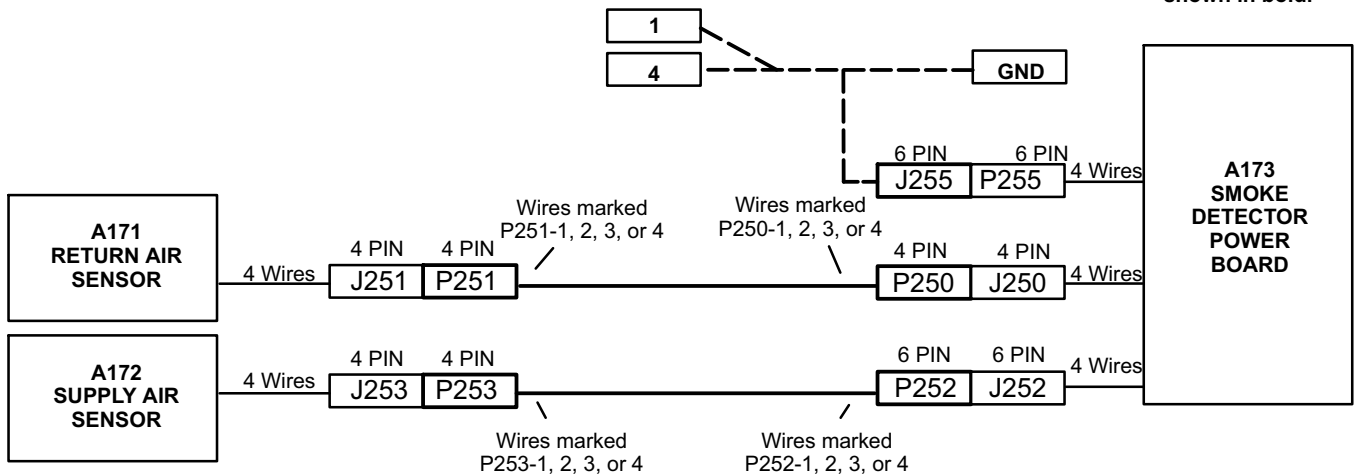 1
4
GND
6 PIN 6 PIN
J255 P255 4 Wires
A173
SMOKE
DETECTOR
POWER
BOARD
A171
RETURN AIR
SENSOR
4 Wires
4 PIN 4 PIN
J251 P251
Wires marked
P251-1, 2, 3, or 4
Wires marked
P250-1, 2, 3, or 4
4 PIN 4 PIN
P250 J250 4 Wires
A172
SUPPLY AIR
SENSOR
4 Wires
4 PIN 4 PIN
J253 P253
6 PIN 6 PIN
P252 J252 4 Wires
Wires marked
P253-1, 2, 3, or 4
Wires marked
P252-1, 2, 3, or 4